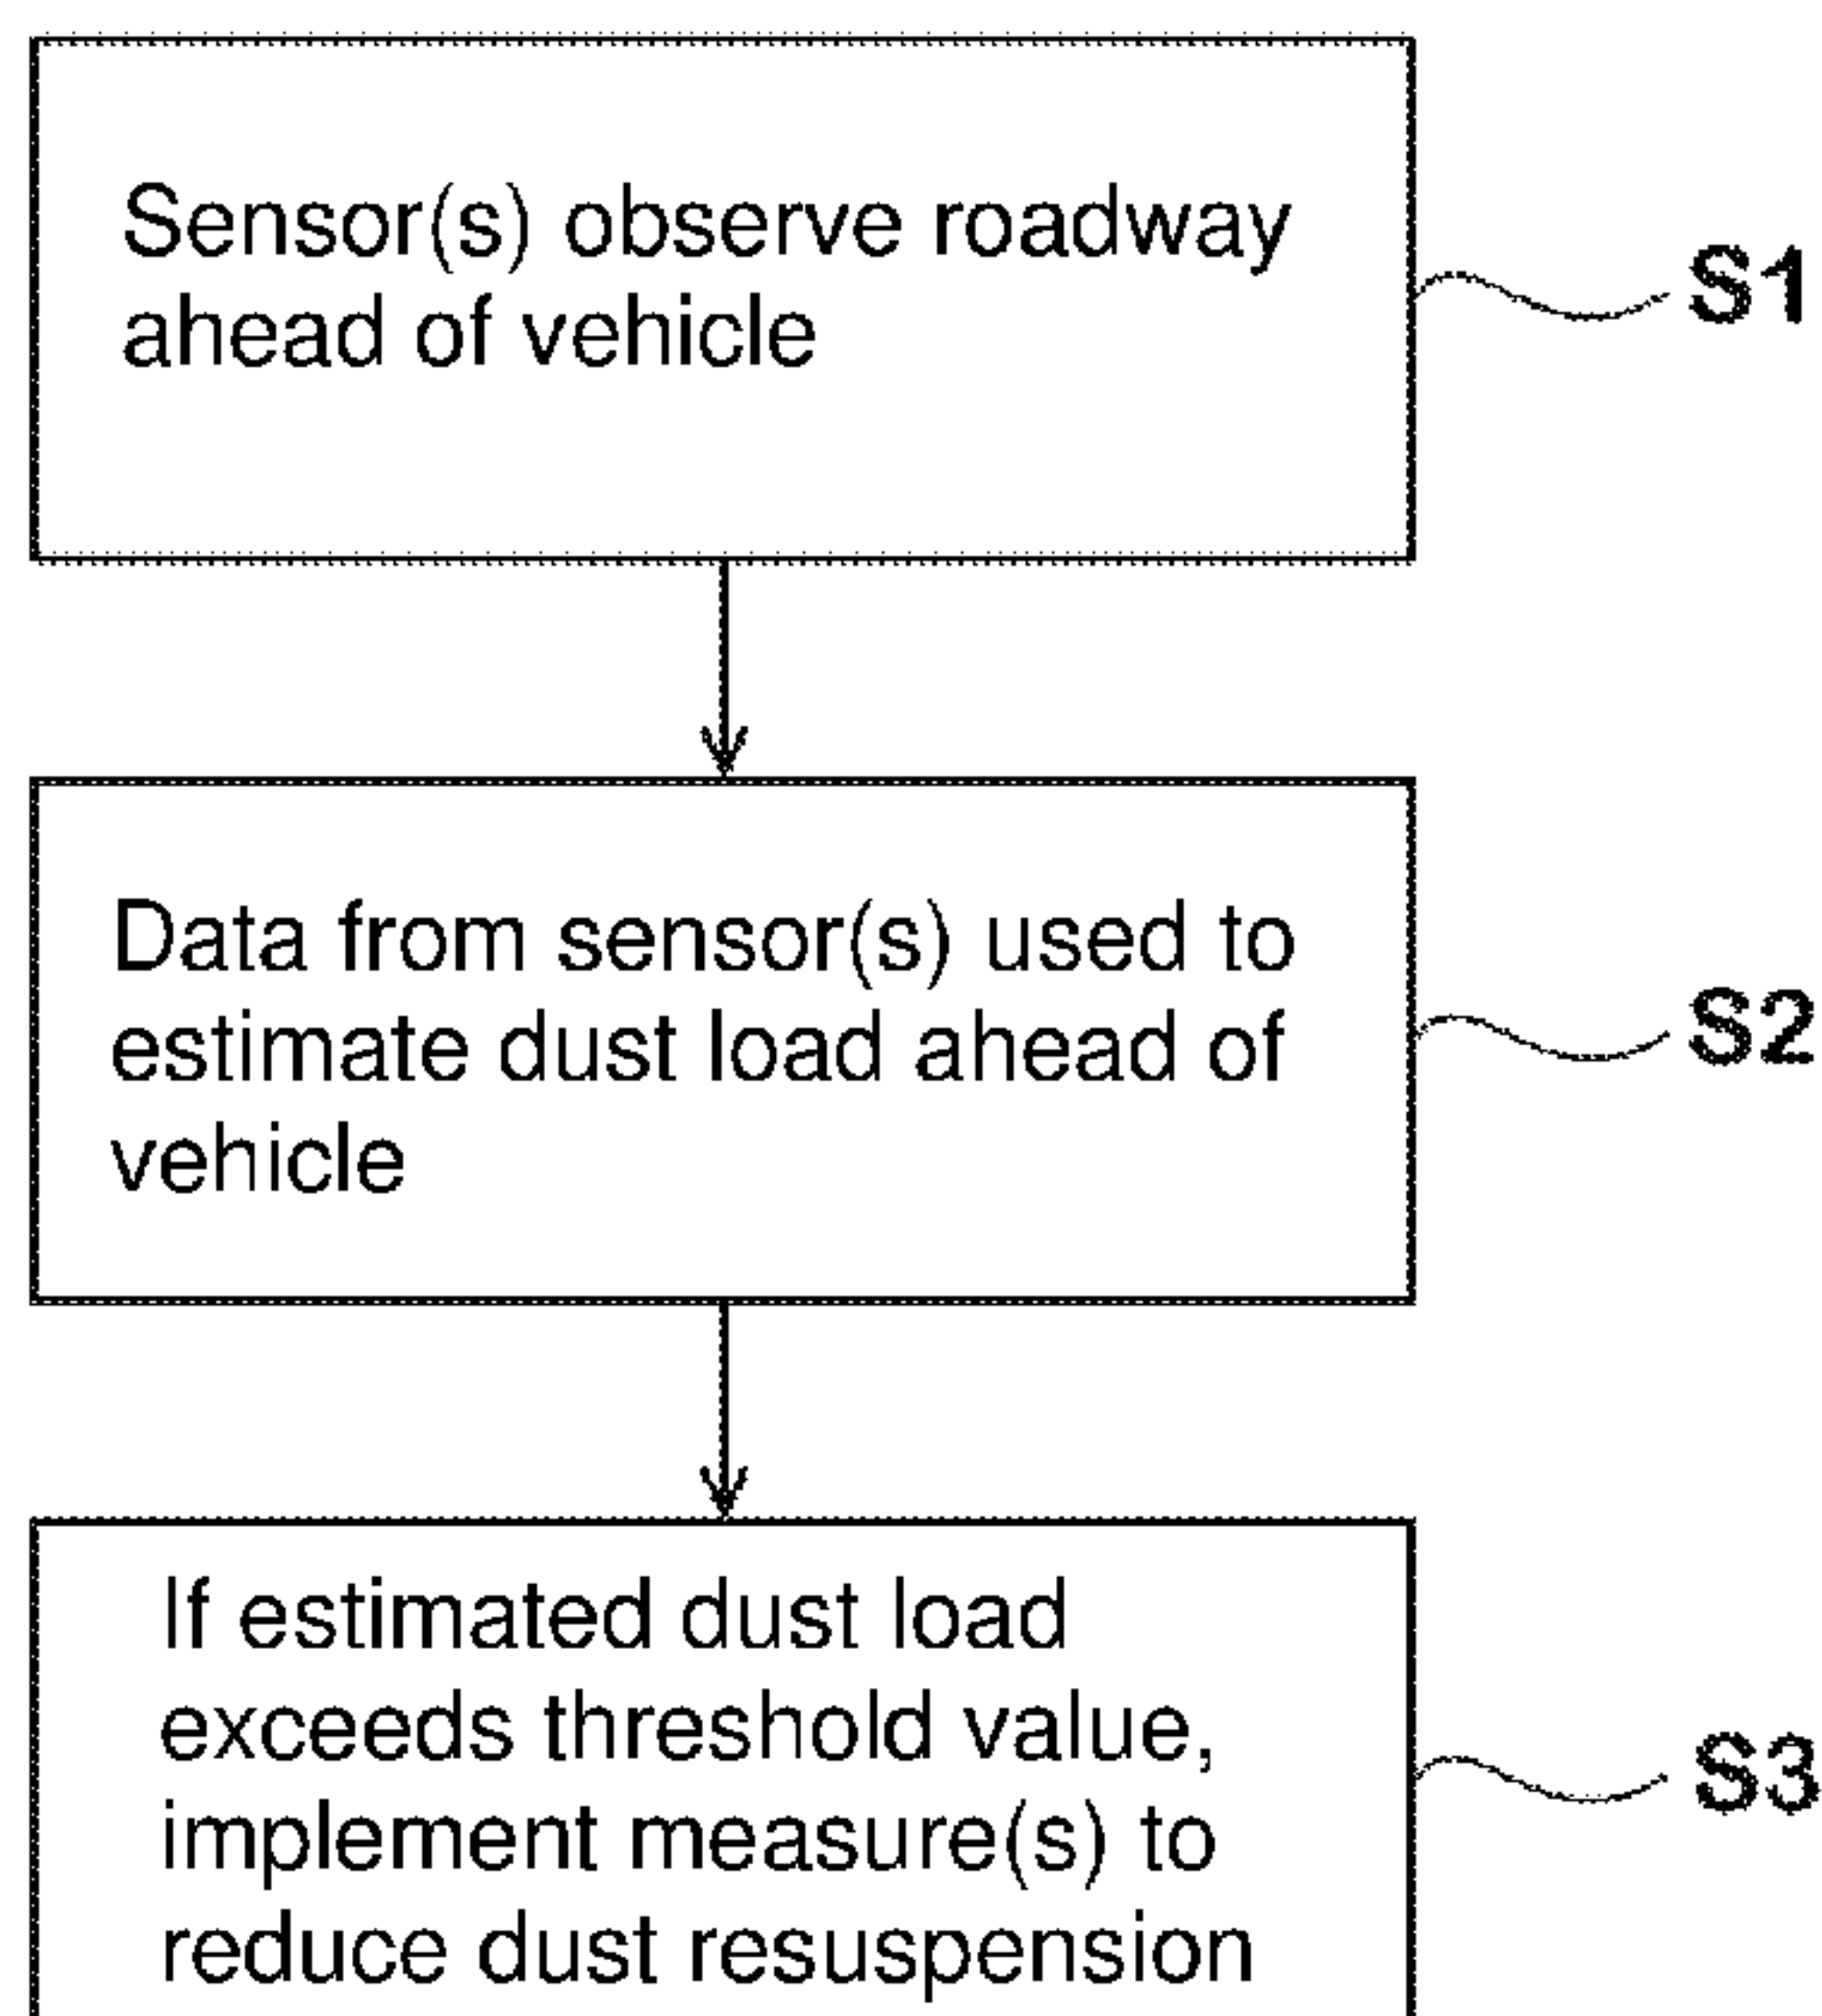 Sensor(s) observe roadway
ahead of vehicle
S1
Data from sensor(s) used to
estimate dust load ahead of
vehicle
S2
If estimated dust load
exceeds threshold value,
implement measure(s) to
reduce dust resuspension
S3